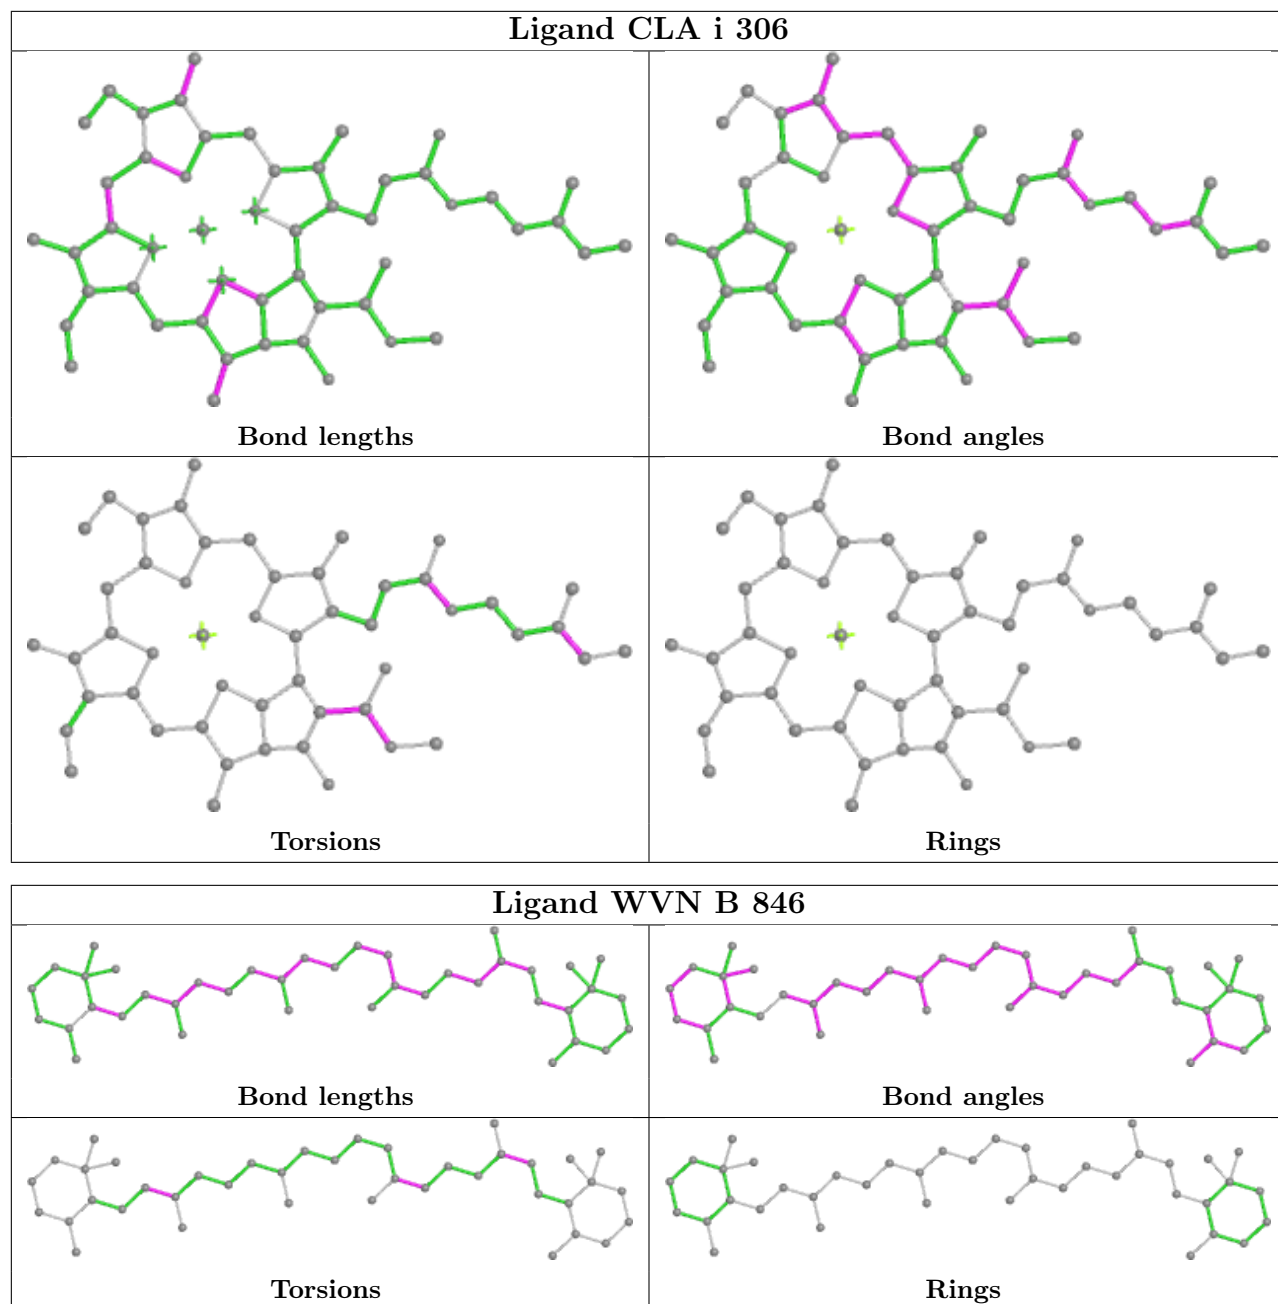 Ligand CLA i 306
Bond lengths
Bond angles
Torsions
Rings
Ligand WVN B 846
Bond lengths
Bond angles
Torsions
Rings